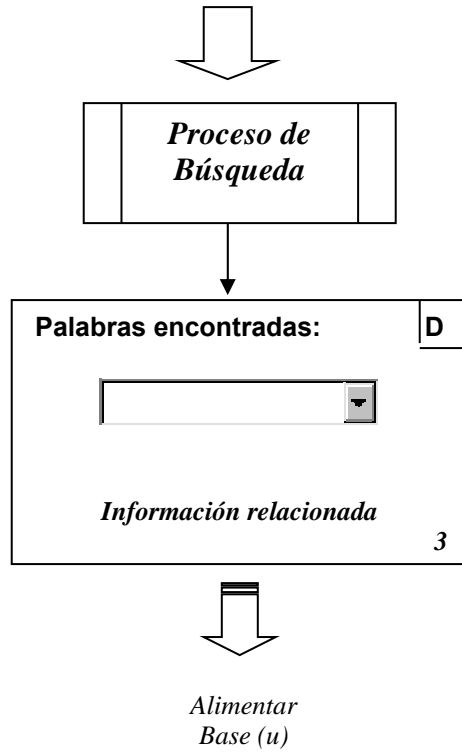 Proceso de
Búsqueda
Palabras encontradas:
D
Información relacionada
3
Alimentar
Base (u)